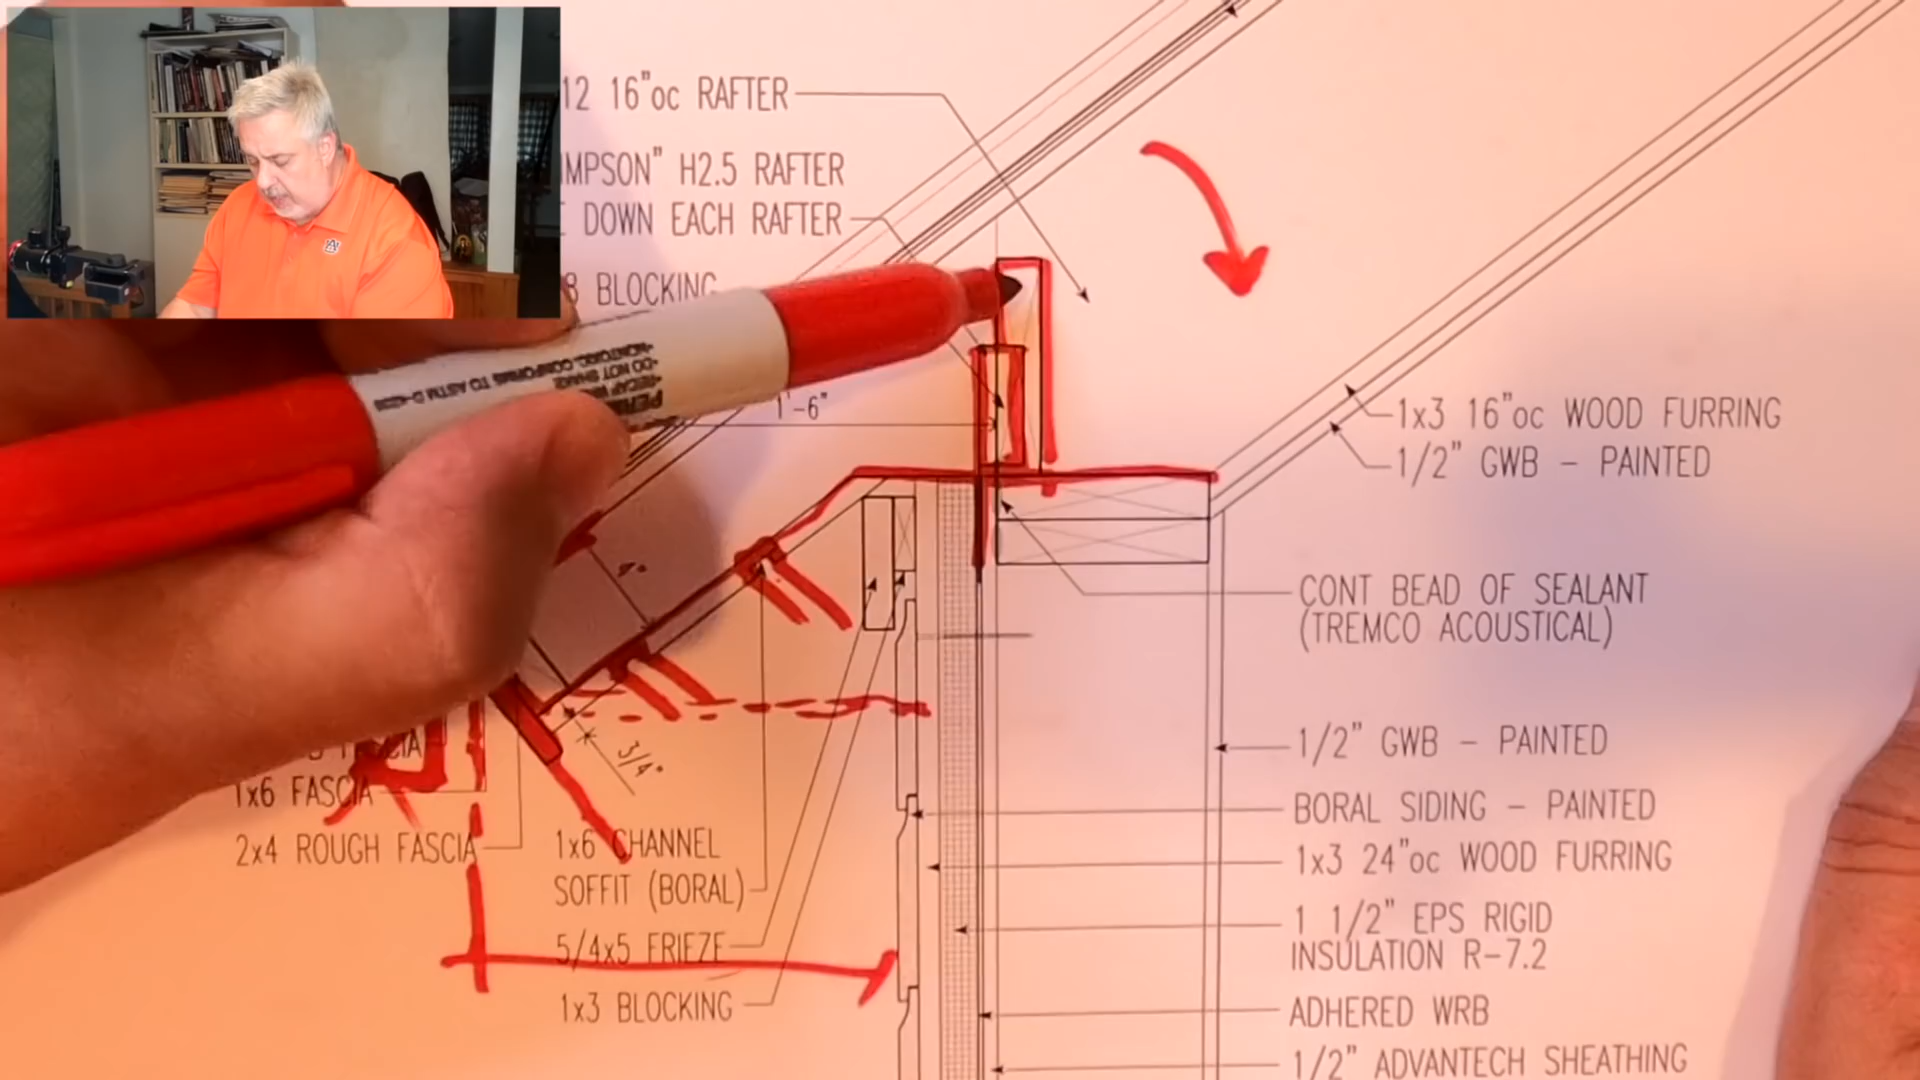 12 16"oc RAFTER
MPSON" H2.5 RAFTER
DOWN EACH RAFTER
8 BLOCKING
1'-6"
1x3 16"oc WOOD FURRING
1/2" GWB - PAINTED
CONT BEAD OF SEALANT
(TREMCO ACOUSTICAL)
3/4"
1/2" GWB - PAINTED
FASCIA
1x6 FASCIA
2x4 ROUGH FASCIA
1x6 CHANNEL
SOFFIT (BORAL)
5/4x5 FRIEZE
1x3 BLOCKING
BORAL SIDING - PAINTED
1x3 24"oc WOOD FURRING
1 1/2" EPS RIGID
INSULATION R-7.2
ADHERED WRB
1/2" ADVANTECH SHEATHING